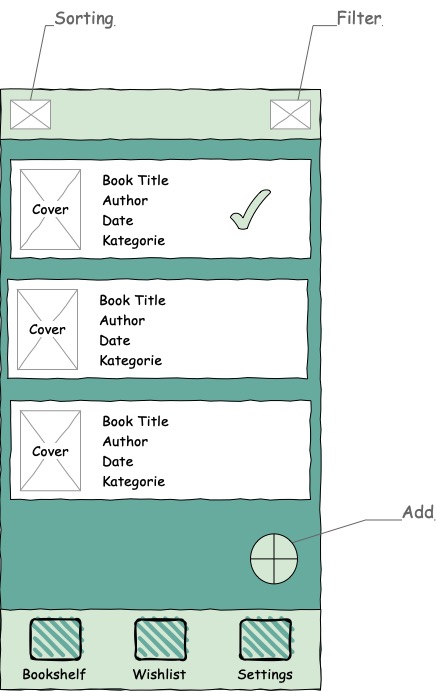 Sorting
Filter
Cover
Book Title
Author
Date
Kategorie
Cover
Book Title
Author
Date
Kategorie
Cover
Book Title
Author
Date
Kategorie
Add
Bookshelf
Wishlist
Settings